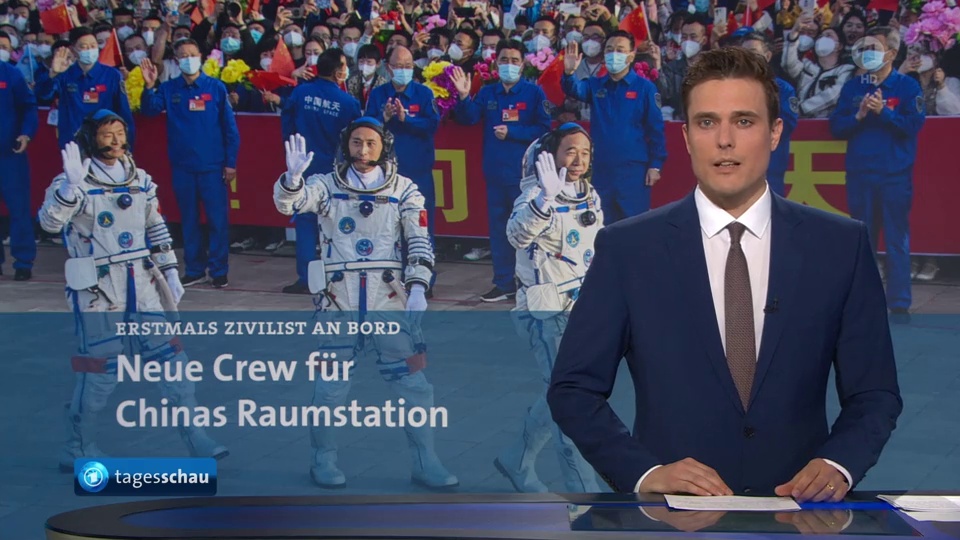 中国航天
HD
ERSTMALS ZIVILIST AN BORD
Neue Crew für
Chinas Raumstation
tagesschau